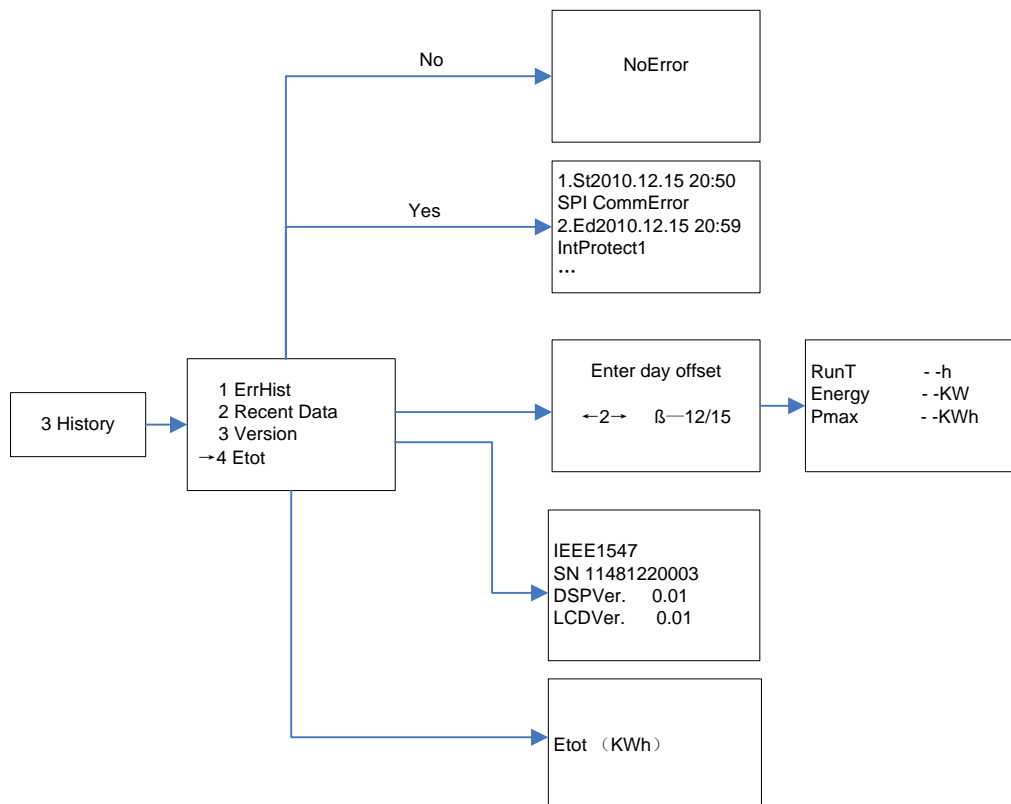 No
NoError
1.St2010.12.15 20:50
SPI CommError
2.Ed2010.12.15 20:59
IntProtect1
…
Yes
3 History
1 ErrHist
2 Recent Data
3 Version
→4 Etot
Enter day offset
←2→ ß—12/15
RunT - -h
Energy - -KW
Pmax - -KWh
IEEE1547
SN 11481220003
DSPVer. 0.01
LCDVer. 0.01
Etot （KWh）